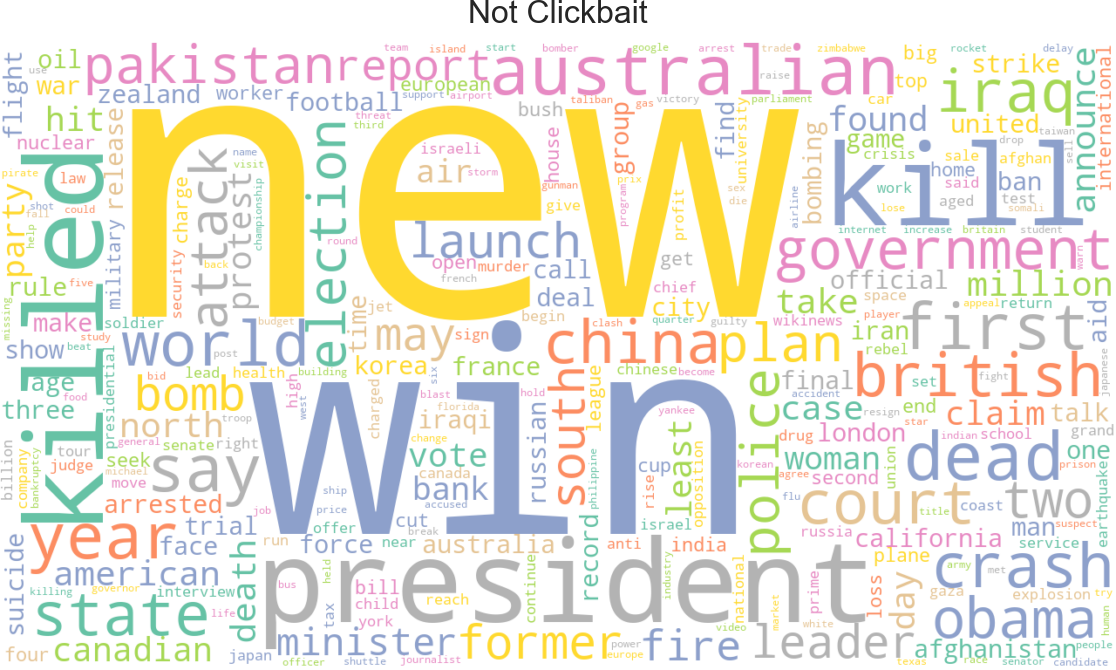 Not Clickbait
team
island
start
bomber
google
arrest
trade
zimbabwe
big
rocket
delay
oil
pakistan
report
australian
strike
use
war
zealand
worker
football
european
support
airport
raise
top
flight
hit
release
threat
third
bush
taliban
gas
victory
parliament
car
iraq
international
announce
nuclear
new
israeli
house
group
find
university
bombing
found
united
taiwan
game
crisis
sale
afghan
drop
sell
pirate
law
killed
attack
name
visit
election
air
storm
gunman
prix
sex
die
kill
home
said
ban
work
aged
test
shot
could
party
military
security
charge
protest
championship
give
program
profit
airline
lose
somali
fall
help
launch
internet
increase
britain
student
round
open
murder
call
get
government
warn
back
french
chief
official
million
rule
five
time
jet
deal
city
take
space
appeal
return
missing
make
soldier
budget
may
begin
sign
clash
quarter
guilty
wikinews
player
first
aid
study
beat
world
china
plan
iran
rebel
show
post
korea
france
chinese
japanese
age
presidential
bid
lead
health
building
six
become
south
final
set
fight
british
food
bomb
high
west
win
blast
hold
league
accident
three
north
troop
charged
iraqi
florida
yankee
police
case
resign
end
claim
talk
star
general
senate
right
vote
change
russian
least
drug
london
indian
school
grand
billion
tour
judge
seek
say
canada
cup
korean
woman
union
dead
one
company
bankruptcy
michael
move
bank
accused
philippine
rise
opposition
agree
second
prison
earthquake
arrested
job
ship
price
flu
court
title
coast
two
year
trial
offer
cut
break
record
israel
man
suspect
face
run
force
near
australia
anti
india
russia
california
service
suicide
american
death
president
plane
crash
killing
interview
bus
held
bill
continue
industry
national
prime
loss
day
army
met
explosion
gaza
try
state
governor
life
tax
child
reach
market
white
obama
human
york
video
four
canadian
minister
former
fire
power
leader
afghanistan
people
japan
officer
shuttle
journalist
europe
texas
race
senator
candidate